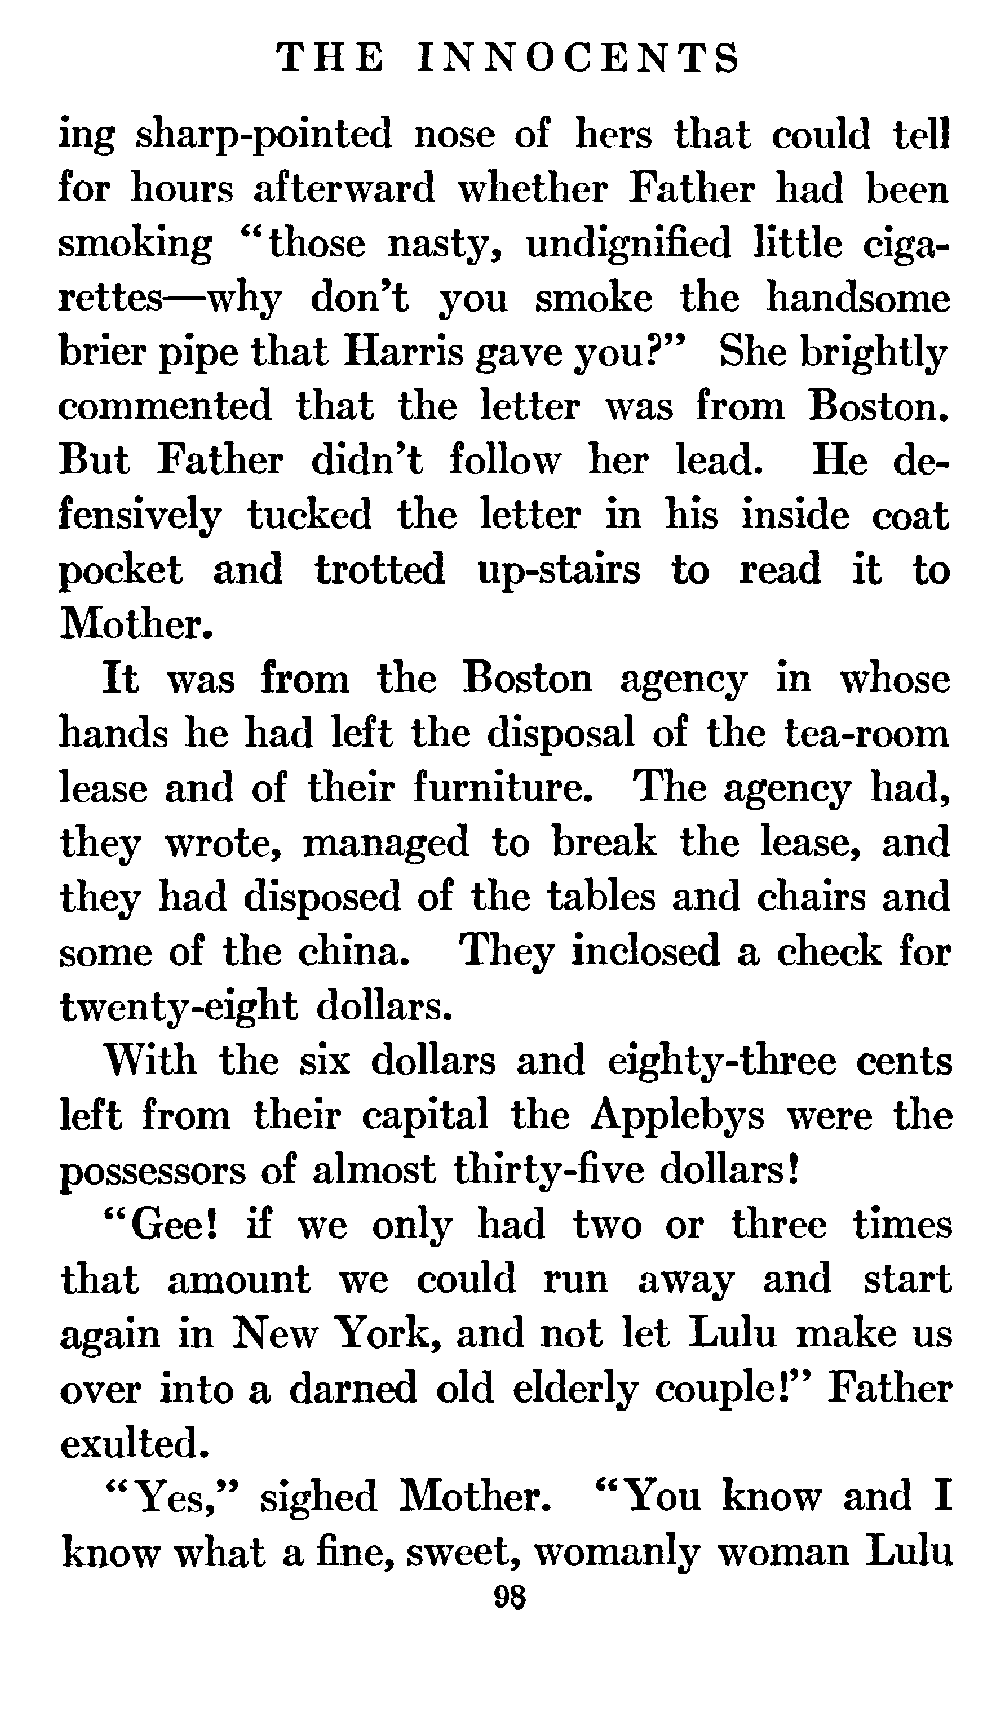 THE INNOCENTS
ing sharp-pointed nose of hers that could tell
for hours afterward whether Father had been
smoking “those nasty, undignified little ciga-
rettes—why don’t you smoke the handsome
brier pipe that Harris gave you?” She brightly
commented that the letter was from Boston.
But Father didn’t follow her lead. He de-
fensively tucked the letter in his inside coat
pocket and trotted up-stairs to read it to
Mother.
It was from the Boston agency in whose
hands he had left the disposal of the tea-room
lease and of their furniture. The agency had,
they wrote, managed to break the lease, and
they had disposed of the tables and chairs and
some of the china. They inclosed a check for
twenty-eight dollars.
With the six dollars and eighty-three cents
left from their capital the Applebys were the
possessors of almost thirty-five dollars!
“Gee! if we only had two or three times
that amount we could run away and start
again in New York, and not let Lulu make us
over into a darned old elderly couple!” Father
exulted.
“Yes,” sighed Mother. “You know and I
know what a fine, sweet, womanly woman Lulu
98